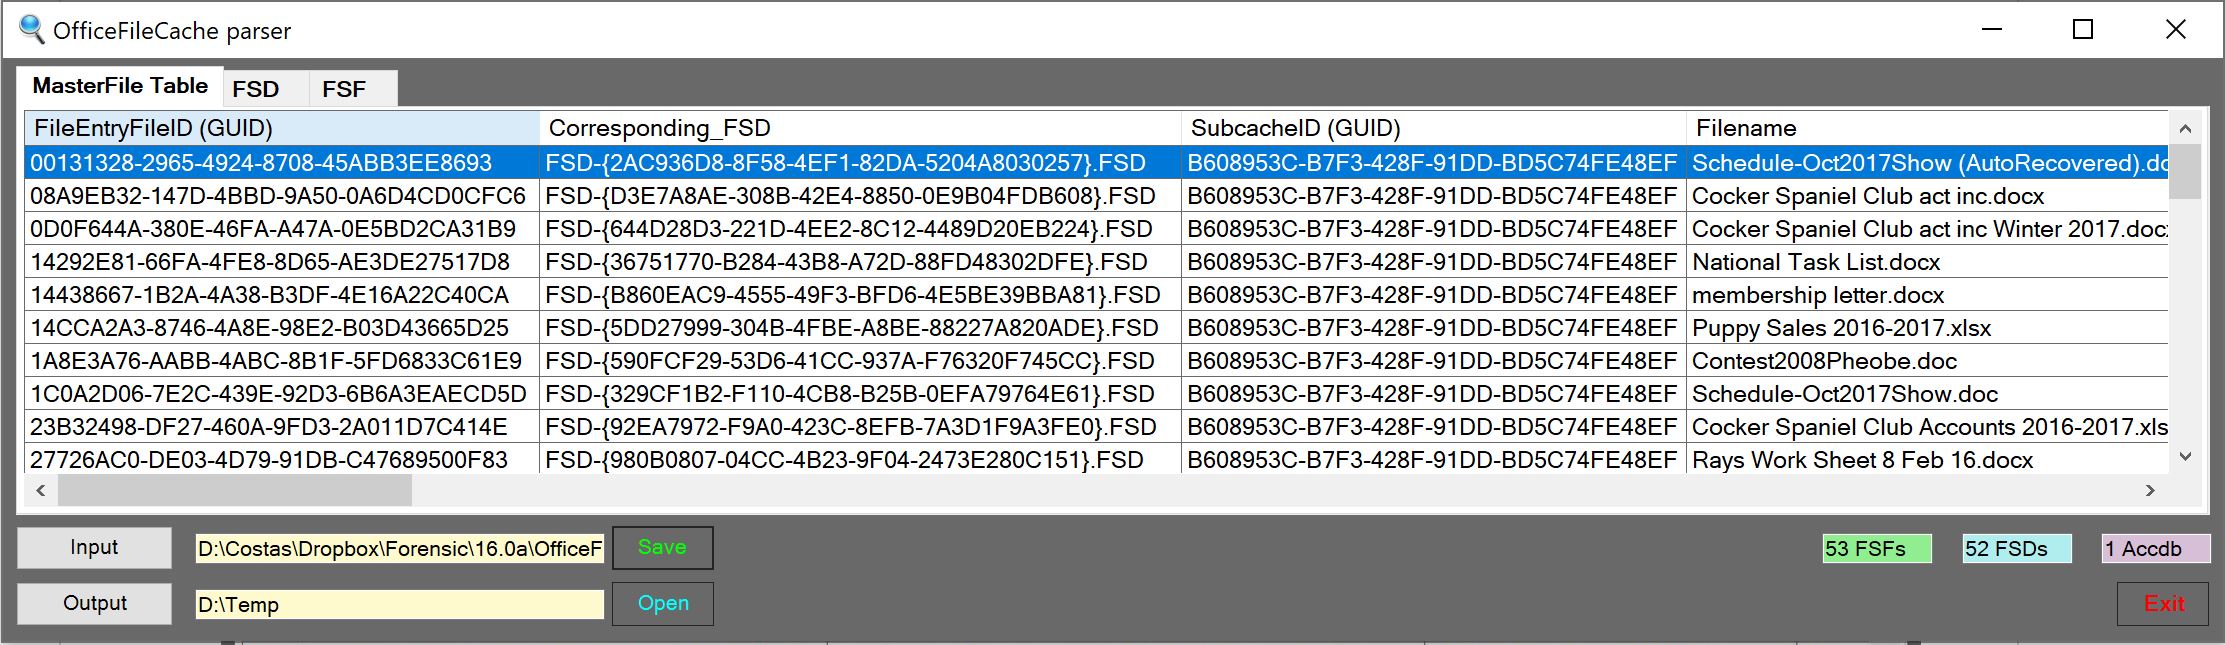 OfficeFileCache parser
MasterFile Table FSD FSF
FileEntryFileID (GUID) Corresponding_FSD SubcacheID (GUID) Filename
00131328-2965-4924-8708-45ABB3EE8693 FSD-{2AC936D8-8F58-4EF1-82DA-5204A8030257}.FSD B608953C-B7F3-428F-91DD-BD5C74FE48EF Schedule-Oct2017Show (AutoRecovered).do
08A9EB32-147D-4BBD-9A50-0A6D4CD0CFC6 FSD-{D3E7A8AE-308B-42E4-8850-0E9B04FDB608}.FSD B608953C-B7F3-428F-91DD-BD5C74FE48EF Cocker Spaniel Club act inc.docx
0D0F644A-380E-46FA-A47A-0E5BD2CA31B9 FSD-{644D28D3-221D-4EE2-8C12-4489D20EB224}.FSD B608953C-B7F3-428F-91DD-BD5C74FE48EF Cocker Spaniel Club act inc Winter 2017.docx
14292E81-66FA-4FE8-8D65-AE3DE27517D8 FSD-{36751770-B284-43B8-A72D-88FD48302DFE}.FSD B608953C-B7F3-428F-91DD-BD5C74FE48EF National Task List.docx
14438667-1B2A-4A38-B3DF-4E16A22C40CA FSD-{B860EAC9-4555-49F3-BFD6-4E5BE39BBA81}.FSD B608953C-B7F3-428F-91DD-BD5C74FE48EF membership letter.docx
14CCA2A3-8746-4A8E-98E2-B03D43665D25 FSD-{5DD27999-304B-4FBE-A8BE-88227A820ADE}.FSD B608953C-B7F3-428F-91DD-BD5C74FE48EF Puppy Sales 2016-2017.xlsx
1A8E3A76-AABB-4ABC-8B1F-5FD6833C61E9 FSD-{590FCF29-53D6-41CC-937A-F76320F745CC}.FSD B608953C-B7F3-428F-91DD-BD5C74FE48EF Contest2008Pheobe.doc
1C0A2D06-7E2C-439E-92D3-6B6A3EAECD5D FSD-{329CF1B2-F110-4CB8-B25B-0EFA79764E61}.FSD B608953C-B7F3-428F-91DD-BD5C74FE48EF Schedule-Oct2017Show.doc
23B32498-DF27-460A-9FD3-2A011D7C414E FSD-{92EA7972-F9A0-423C-8EFB-7A3D1F9A3FE0}.FSD B608953C-B7F3-428F-91DD-BD5C74FE48EF Cocker Spaniel Club Accounts 2016-2017.xls
27726AC0-DE03-4D79-91DB-C47689500F83 FSD-{980B0807-04CC-4B23-9F04-2473E280C151}.FSD B608953C-B7F3-428F-91DD-BD5C74FE48EF Rays Work Sheet 8 Feb 16.docx
Input D:\Costas\Dropbox\Forensic\16.0a\OfficeF Save 53 FSFs 52 FSDs 1 Accdb
Output D:\Temp Open Exit